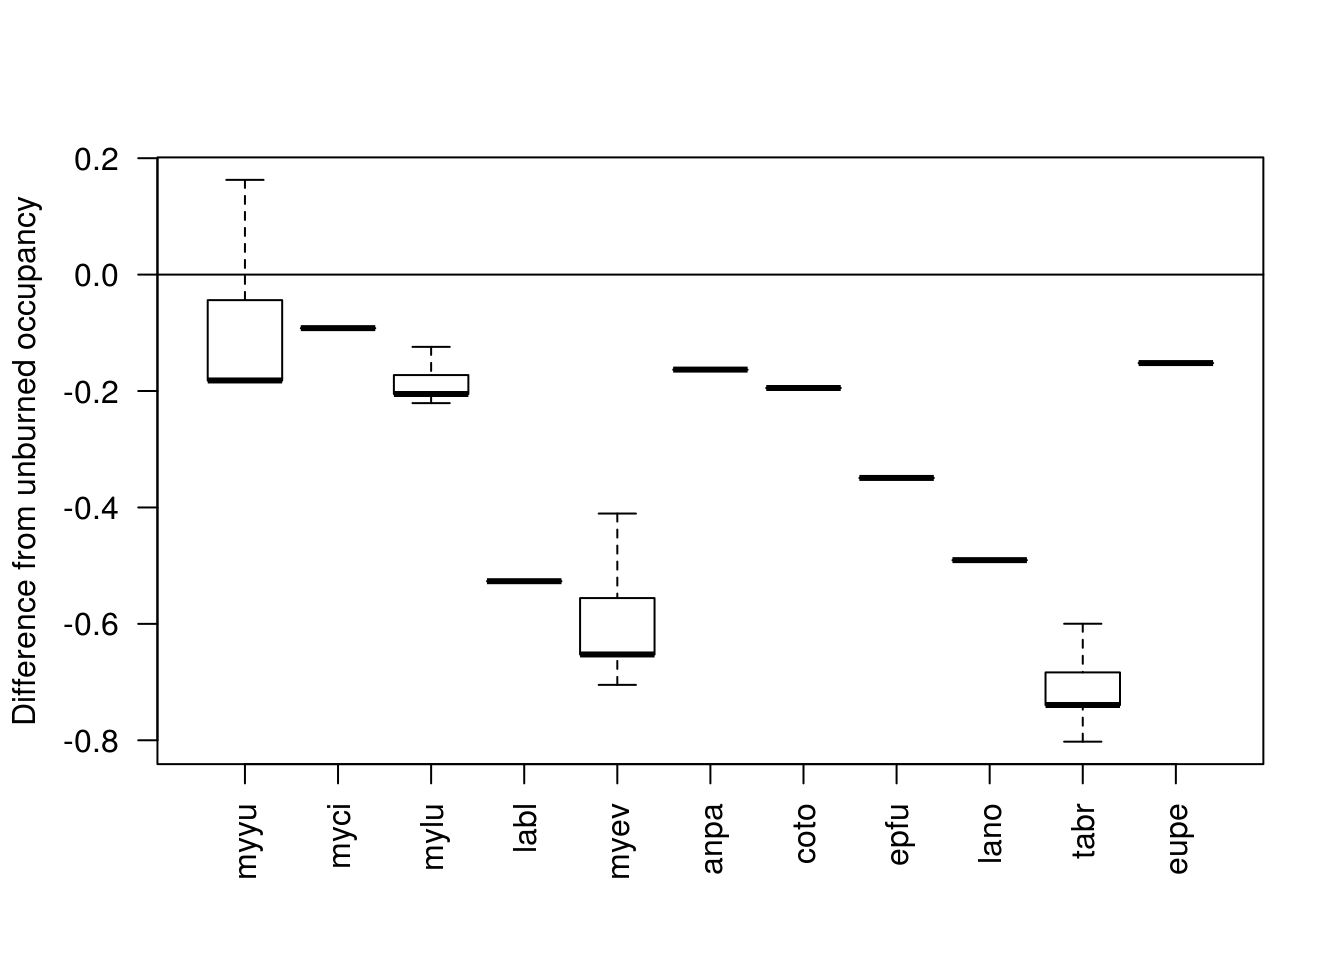 Difference from unburned occupancy
0.2
0.0
-0.2
-0.4
-0.6
-0.8
myyu
myci
mylu
labl
myev
anpa
coto
epfu
lano
tabr
eupe